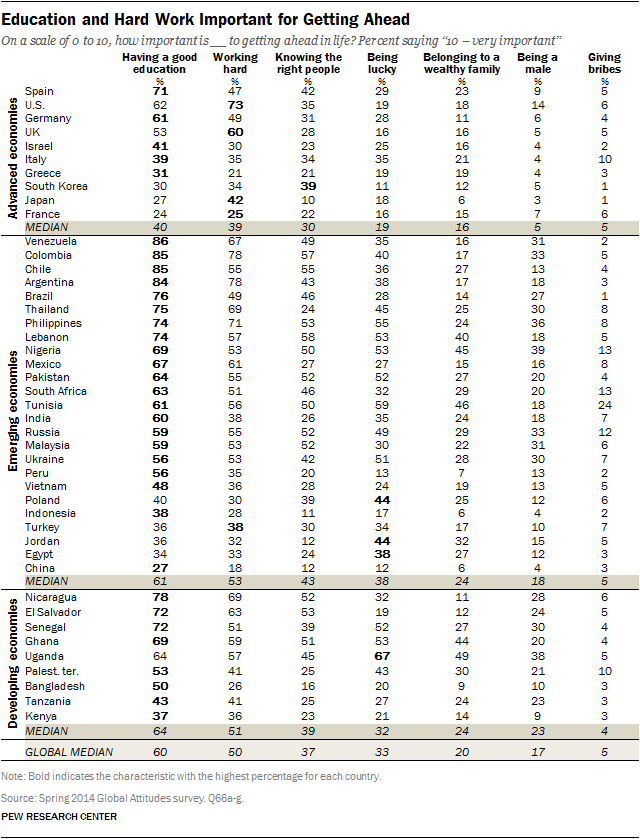 Education and Hard Work Important for Getting Ahead
On a scale of 0 to 10, how important is __ to getting ahead in life? Percent saying “10 – very important”
Having a good education Working hard Knowing the right people Being lucky Belonging to a wealthy family Being a male Giving bribes
% % % % % % %
Advanced economies
Spain 71 47 42 29 23 9 5
U.S. 62 73 35 19 18 14 6
Germany 61 49 31 28 11 6 4
UK 53 60 28 16 16 5 5
Israel 41 30 23 25 16 4 2
Italy 39 35 34 35 21 4 10
Greece 31 21 21 19 19 4 3
South Korea 30 34 39 11 12 5 1
Japan 27 42 10 18 6 3 1
France 24 25 22 16 15 7 6
MEDIAN 40 39 30 19 16 5 5
Emerging economies
Venezuela 86 67 49 35 16 31 2
Colombia 85 78 57 40 17 33 5
Chile 85 55 55 36 27 13 4
Argentina 84 78 43 38 17 18 3
Brazil 76 49 46 28 14 27 1
Thailand 75 69 24 45 25 30 8
Philippines 74 71 53 55 24 36 8
Lebanon 74 57 58 53 40 18 5
Nigeria 69 53 50 53 45 39 13
Mexico 67 61 27 27 15 16 8
Pakistan 64 55 52 52 27 20 4
South Africa 63 51 46 32 29 20 13
Tunisia 61 56 50 59 46 18 24
India 60 38 26 35 24 18 7
Russia 59 55 52 49 29 33 12
Malaysia 59 53 52 30 22 31 6
Ukraine 56 53 42 51 28 30 7
Peru 56 35 20 13 7 13 2
Vietnam 48 36 28 24 19 13 5
Poland 40 30 39 44 25 12 6
Indonesia 38 28 11 17 6 4 2
Turkey 36 38 30 34 17 10 7
Jordan 36 32 12 44 32 15 5
Egypt 34 33 24 38 27 12 3
China 27 18 12 12 6 4 3
MEDIAN 61 53 43 38 24 18 5
Developing economies
Nicaragua 78 69 52 32 11 28 6
El Salvador 72 63 53 19 12 24 5
Senegal 72 51 39 52 27 30 4
Ghana 69 59 51 53 44 20 4
Uganda 64 57 45 67 49 38 5
Palest. ter. 53 41 25 43 30 21 10
Bangladesh 50 26 16 20 9 10 3
Tanzania 43 41 25 27 24 23 3
Kenya 37 36 23 21 14 9 3
MEDIAN 64 51 39 32 24 23 4
GLOBAL MEDIAN 60 50 37 33 20 17 5
Note: Bold indicates the characteristic with the highest percentage for each country.
Source: Spring 2014 Global Attitudes survey. Q66a-g.
PEW RESEARCH CENTER